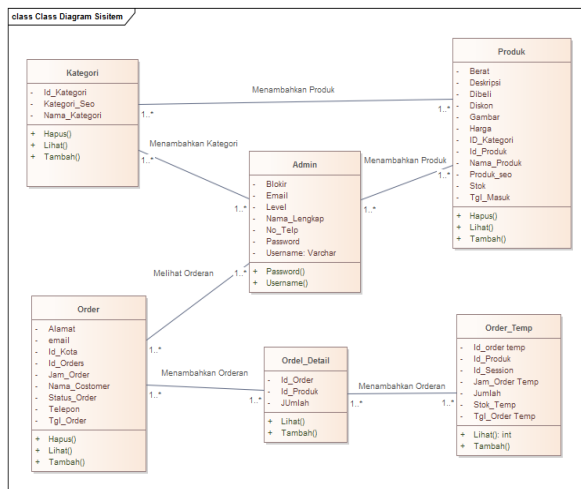 class Class Diagram Sisitem
Kategori
- Id_Kategori
- Kategori_Seo
- Nama_Kategori
+ Hapus()
+ Lihat()
+ Tambah()
Menambahkan Produk
1..*
1..*
Produk
- Berat
- Deskripsi
- Dibeli
- Diskon
- Gambar
- Harga
- ID_Kategori
- Id_Produk
- Nama_Produk
- Produk_seo
- Stok
- Tgl_Masuk
+ Hapus()
+ Lihat()
+ Tambah()
Menambahkan Kategori
1..*
1..*
Menambahkan Produk
1..*
1..*
Admin
- Blokir
- Email
- Level
- Nama_Lengkap
- No_Telp
- Password
- Username: Varchar
+ Password()
+ Username()
Melihat Orderan
1..*
1..*
Order
- Alamat
- email
- Id_Kota
- Id_Orders
- Jam_Order
- Nama_Costomer
- Status_Order
- Telepon
- Tgl_Order
+ Hapus()
+ Lihat()
+ Tambah()
Menambahkan Orderan
1..*
1..*
Ordel_Detail
- Id_Order
- Id_Produk
- JUmlah
+ Lihat()
+ Tambah()
Menambahkan Orderan
1..*
1..*
Order_Temp
- Id_order temp
- Id_Produk
- Id_Session
- Jam_Order Temp
- Jumlah
- Stok_Temp
- Tgl_Order Temp
+ Lihat(): int
+ Tambah()